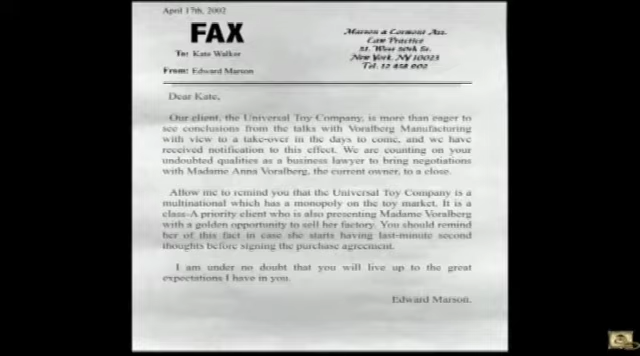 April 17th, 2002
FAX
To: Kate Walker
From: Edward Marson
Marson & Lormont Ass.
Law Practice
New York, NY 10023
Dear Kate,
Our client, the Universal Toy Company, is more than eager to
see conclusions from the talks with Voralberg Manufacturing
with view to a take-over in the days to come, and we have
received notification to this effect. We are counting on your
undoubted qualities as a business lawyer to bring negotiations
with Madame Anna Voralberg, the current owner, to a close.
Allow me to remind you that the Universal Toy Company is a
multinational which has a monopoly on the toy market. It is a
class-A priority client who is also presenting Madame Voralberg
with a golden opportunity to sell her factory. You should remind
her of this fact in case she starts having last-minute second
thoughts before signing the purchase agreement.
I am under no doubt that you will live up to the great
expectations I have in you.
Edward Marson.